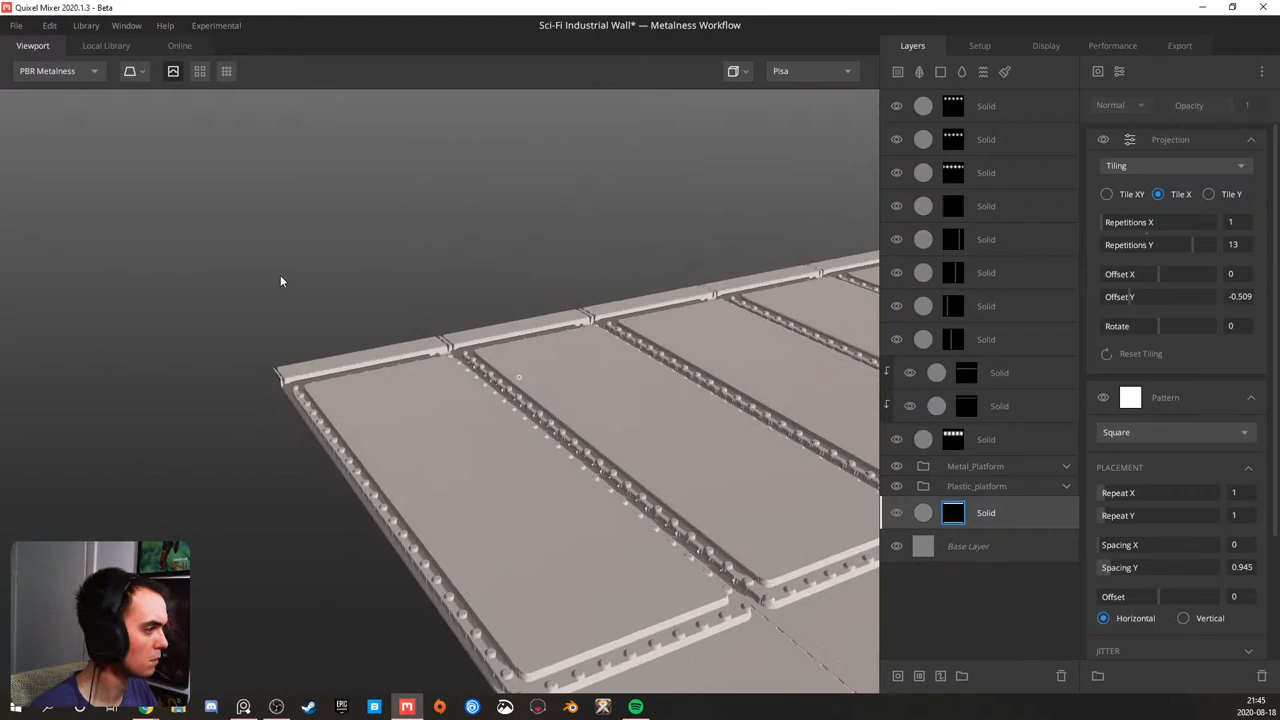 Quixel Mixer 2020.1.3 - Beta
File Edit Library Window Help Experimental
Sci-Fi Industrial Wall* — Metalness Workflow
Viewport Local Library Online
Layers Setup Display Performance Export
PBR Metalness
Pisa
Normal Opacity 1
Solid
Solid
Solid
Solid
Solid
Solid
Solid
Solid
Solid
Solid
Solid
Metal_Platform
Plastic_platform
Solid
Base Layer
Projection
Tiling
Tile XY Tile X Tile Y
Repetitions X 1
Repetitions Y 13
Offset X 0
Offset Y -0.509
Rotate 0
Reset Tiling
Pattern
Square
PLACEMENT
Repeat X 1
Repeat Y 1
Spacing X 0
Spacing Y 0.945
Offset 0
Horizontal Vertical
JITTER
EPIC
21:45
2020-08-18